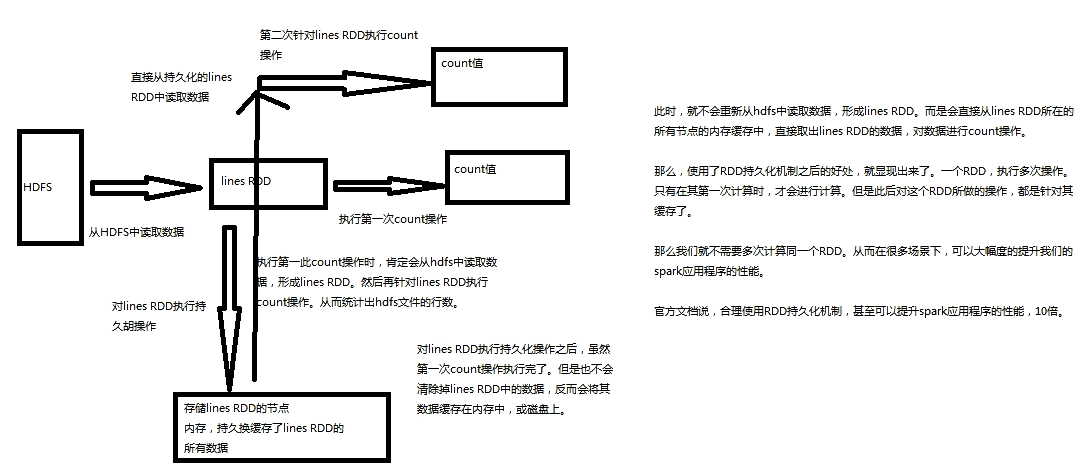 第二次针对lines RDD执行count
操作
count值
直接从持久化的lines
RDD中读取数据
HDFS
lines RDD
count值
从HDFS中读取数据
执行第一次count操作
执行第一此count操作时，肯定会从hdfs中读取数
据，形成lines RDD。然后再针对lines RDD执行
count操作。从而统计出hdfs文件的行数。
对lines RDD执行持
久胡操作
对lines RDD执行持久化操作之后，虽然
第一次count操作执行完了。但是也不会
清除掉lines RDD中的数据，反而会将其
数据缓存在内存中，或磁盘上。
存储lines RDD的节点
内存，持久换缓存了lines RDD的
所有数据
此时，就不会重新从hdfs中读取数据，形成lines RDD。而是会直接从lines RDD所在的
所有节点的内存缓存中，直接取出lines RDD的数据，对数据进行count操作。
那么，使用了RDD持久化机制之后的好处，就显现出来了。一个RDD，执行多次操作。
只有在其第一次计算时，才会进行计算。但是此后对这个RDD所做的操作，都是针对其
缓存了。
那么我们就不需要多次计算同一个RDD。从而在很多场景下，可以大幅度的提升我们的
spark应用程序的性能。
官方文档说，合理使用RDD持久化机制，甚至可以提升spark应用程序的性能，10倍。